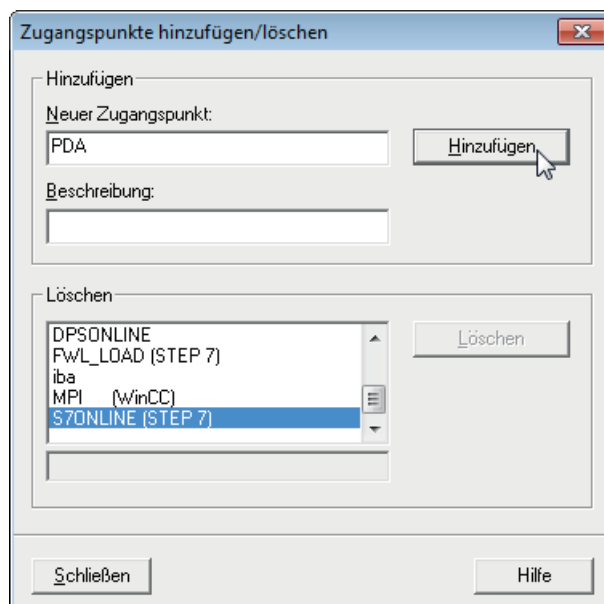 Zugangspunkte hinzufügen/löschen
Hinzufügen
Neuer Zugangspunkt:
PDA
Hinzufügen
Beschreibung:
Löschen
DPSONLINE
FWL_LOAD (STEP 7)
iba
MPI (WinCC)
S7ONLINE (STEP 7)
Löschen
Schließen
Hilfe